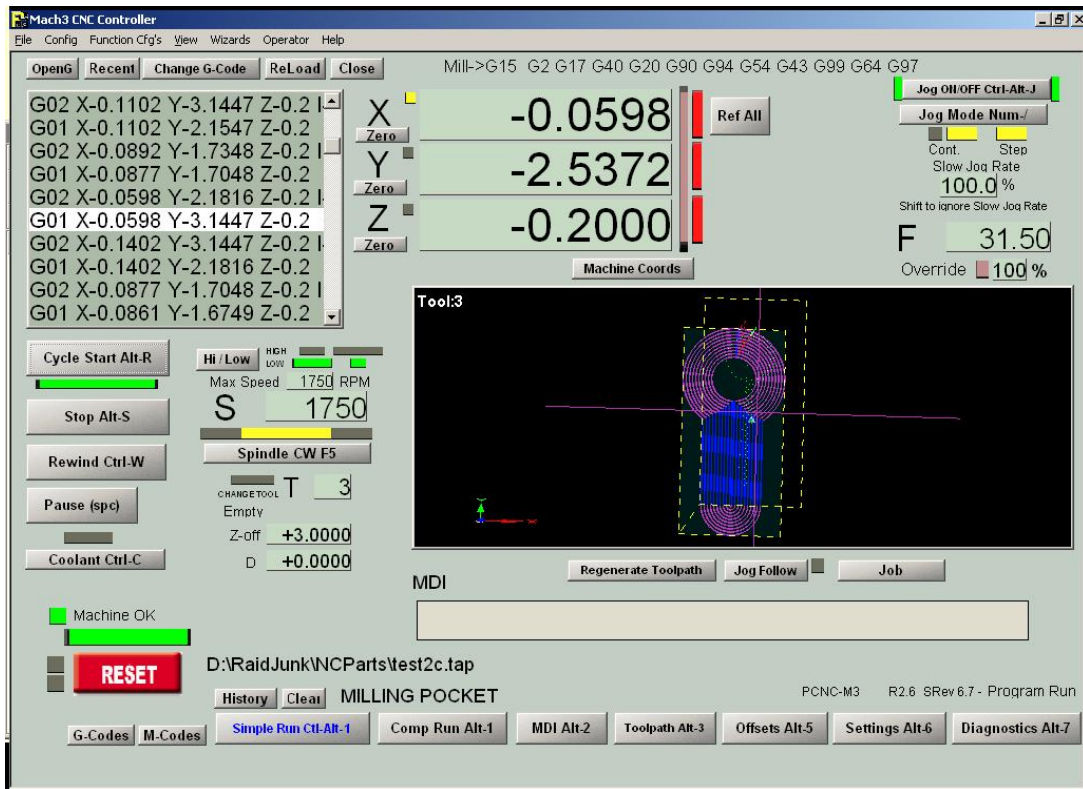 Mach3 CNC Controller
File Config Function Cfg's View Wizards Operator Help
OpenG Recent Change G-Code ReLoad Close
Mill->G15 G2 G17 G40 G20 G90 G94 G54 G43 G99 G64 G97
G02 X-0.1102 Y-3.1447 Z-0.2 I-
G01 X-0.1102 Y-2.1547 Z-0.2
G02 X-0.0892 Y-1.7348 Z-0.2 I-
G01 X-0.0877 Y-1.7048 Z-0.2
G02 X-0.0598 Y-2.1816 Z-0.2 I-
G01 X-0.0598 Y-3.1447 Z-0.2
G02 X-0.1402 Y-3.1447 Z-0.2 I-
G01 X-0.1402 Y-2.1816 Z-0.2
G02 X-0.0877 Y-1.7048 Z-0.2 I
G01 X-0.0861 Y-1.6749 Z-0.2
X -0.0598
Zero
Y -2.5372
Zero
Z -0.2000
Zero
Ref All
Machine Coords
Jog ON/OFF Ctrl-Alt-J
Jog Mode Num-/
Cont. Step
Slow Jog Rate
100.0 %
Shift to ignore Slow Jog Rate
F 31.50
Override 100 %
Tool:3
Cycle Start Alt-R
Stop Alt-S
Rewind Ctrl-W
Pause (spc)
Coolant Ctrl-C
Hi / Low HIGH
LOW
Max Speed 1750 RPM
S 1750
Spindle CW F5
CHANGE TOOL T 3
Empty
Z-off +3.0000
D +0.0000
Regenerate Toolpath Jog Follow Job
MDI
Machine OK
RESET
D:\RaidJunk\NCParts\test2c.tap
History Clear MILLING POCKET
PCNC-M3 R2.6 SRev 6.7 - Program Run
G-Codes M-Codes
Simple Run Ctl-Alt-1 Comp Run Alt-1 MDI Alt-2 Toolpath Alt-3 Offsets Alt-5 Settings Alt-6 Diagnostics Alt-7